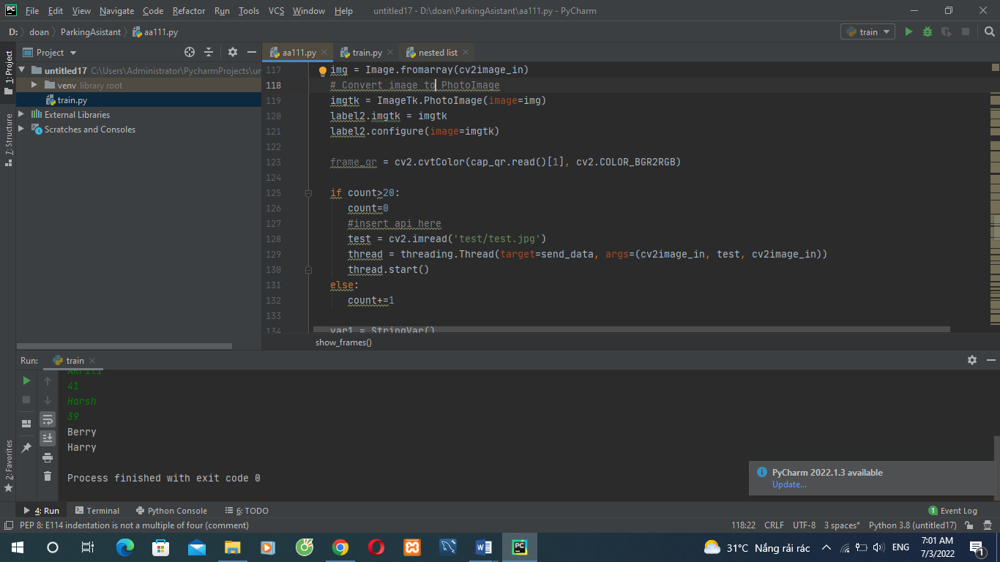 File Edit View Navigate Code Refactor Run Tools VCS Window Help untitled17 - D:\doan\ParkingAsistant\aa111.py - PyCharm
D: doan ParkingAsistant aa111.py train
1: Project
7: Structure
2: Favorites
Project
untitled17 C:\Users\Administrator\PycharmProjects\un
venv library root
train.py
External Libraries
Scratches and Consoles
aa111.py train.py nested list
117 img = Image.fromarray(cv2image_in)
118 # Convert image to PhotoImage
119 imgtk = ImageTk.PhotoImage(image=img)
120 label2.imgtk = imgtk
121 label2.configure(image=imgtk)
122
123 frame_qr = cv2.cvtColor(cap_qr.read()[1], cv2.COLOR_BGR2RGB)
124
125 if count>20:
126 count=0
127 #insert api here
128 test = cv2.imread('test/test.jpg')
129 thread = threading.Thread(target=send_data, args=(cv2image_in, test, cv2image_in))
130 thread.start()
131 else:
132 count+=1
133
134 var1 = StringVar()
show_frames()
Run: train
Akriti
41
Harsh
39
Berry
Harry
Process finished with exit code 0
PyCharm 2022.1.3 available
Update...
4: Run Terminal Python Console 6: TODO 1 Event Log
PEP 8: E114 indentation is not a multiple of four (comment) 118:22 CRLF UTF-8 3 spaces* Python 3.8 (untitled17)
31°C Nắng rải rác ENG 7:01 AM
7/3/2022 1